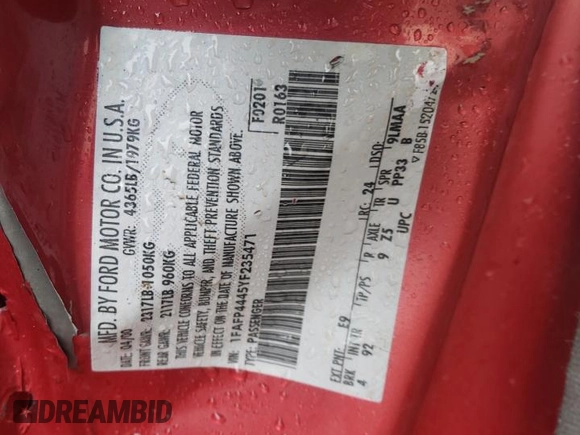 MFD. BY FORD MOTOR CO. IN U.S.A.
DATE: 04/00 GVWR: 4365LB/1979KG
FRONT GAWR: 2317LB 1050KG
REAR GAWR: 2117LB 960KG
THIS VEHICLE CONFORMS TO ALL APPLICABLE FEDERAL MOTOR
VEHICLE SAFETY, BUMPER, AND THEFT PREVENTION STANDARDS
IN EFFECT ON THE DATE OF MANUFACTURE SHOWN ABOVE.
VIN: 1FAFP4445YF235471 F0201
TYPE: PASSENGER R0163
EXT PNT: E9 RC: 24 DSO:
BRK INT TR TP/PS R AXLE TR SPR 9LMAA
4 92 9 Z5 U PP33 B
UPC
DREAMBID